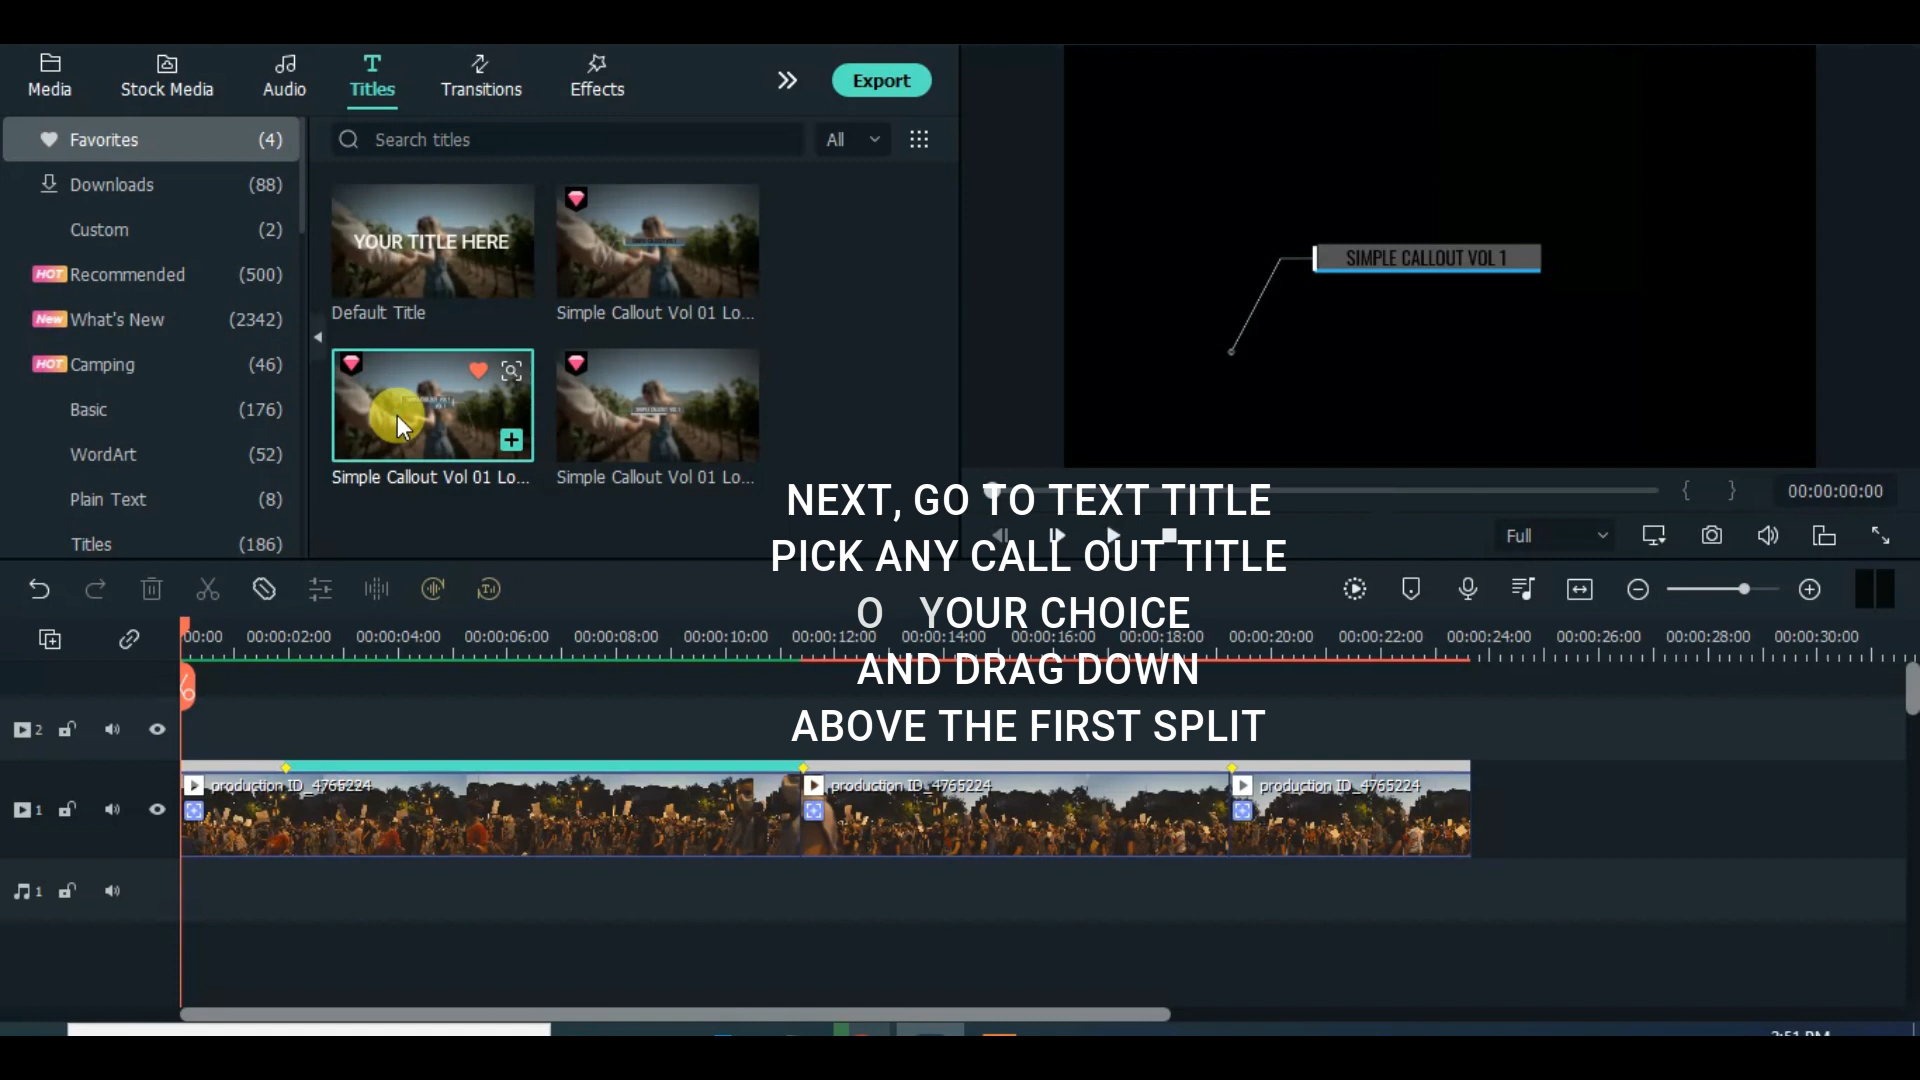 Media
Stock Media
Audio
Titles
Transitions
Effects
Export
Favorites (4)
Downloads (88)
Custom (2)
HOT Recommended (500)
New What's New (2342)
HOT Camping (46)
Basic (176)
WordArt (52)
Plain Text (8)
Titles (186)
Search titles
All
YOUR TITLE HERE
Default Title
Simple Callout Vol 01 Lo...
Simple Callout Vol 01 Lo...
Simple Callout Vol 01 Lo...
SIMPLE CALLOUT VOL 1
{ }
00:00:00:00
Full
NEXT, GO TO TEXT TITLE
PICK ANY CALL OUT TITLE
O YOUR CHOICE
AND DRAG DOWN
ABOVE THE FIRST SPLIT
00:00 00:00:02:00 00:00:04:00 00:00:06:00 00:00:08:00 00:00:10:00 00:00:12:00 00:00:14:00 00:00:16:00 00:00:18:00 00:00:20:00 00:00:22:00 00:00:24:00 00:00:26:00 00:00:28:00 00:00:30:00
2
production ID_4765224
production ID_4765224
production ID_4765224
1
1